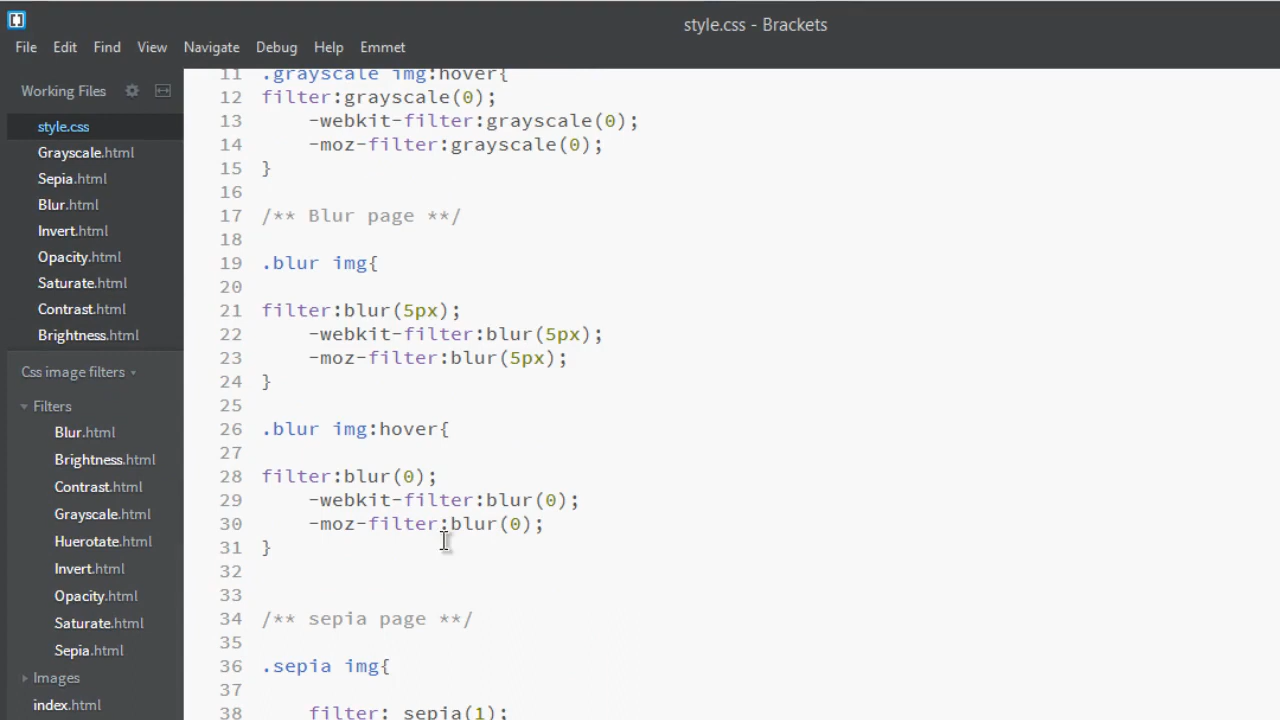 style.css - Brackets
File Edit Find View Navigate Debug Help Emmet
Working Files
style.css
Grayscale.html
Sepia.html
Blur.html
Invert.html
Opacity.html
Saturate.html
Contrast.html
Brightness.html
Css image filters
Filters
Blur.html
Brightness.html
Contrast.html
Grayscale.html
Huerotate.html
Invert.html
Opacity.html
Saturate.html
Sepia.html
Images
index.html
11 .grayscale img:hover{
12 filter:grayscale(0);
13 -webkit-filter:grayscale(0);
14 -moz-filter:grayscale(0);
15 }
16
17 /** Blur page **/
18
19 .blur img{
20
21 filter:blur(5px);
22 -webkit-filter:blur(5px);
23 -moz-filter:blur(5px);
24 }
25
26 .blur img:hover{
27
28 filter:blur(0);
29 -webkit-filter:blur(0);
30 -moz-filter:blur(0);
31 }
32
33
34 /** sepia page **/
35
36 .sepia img{
37
38 filter: sepia(1);